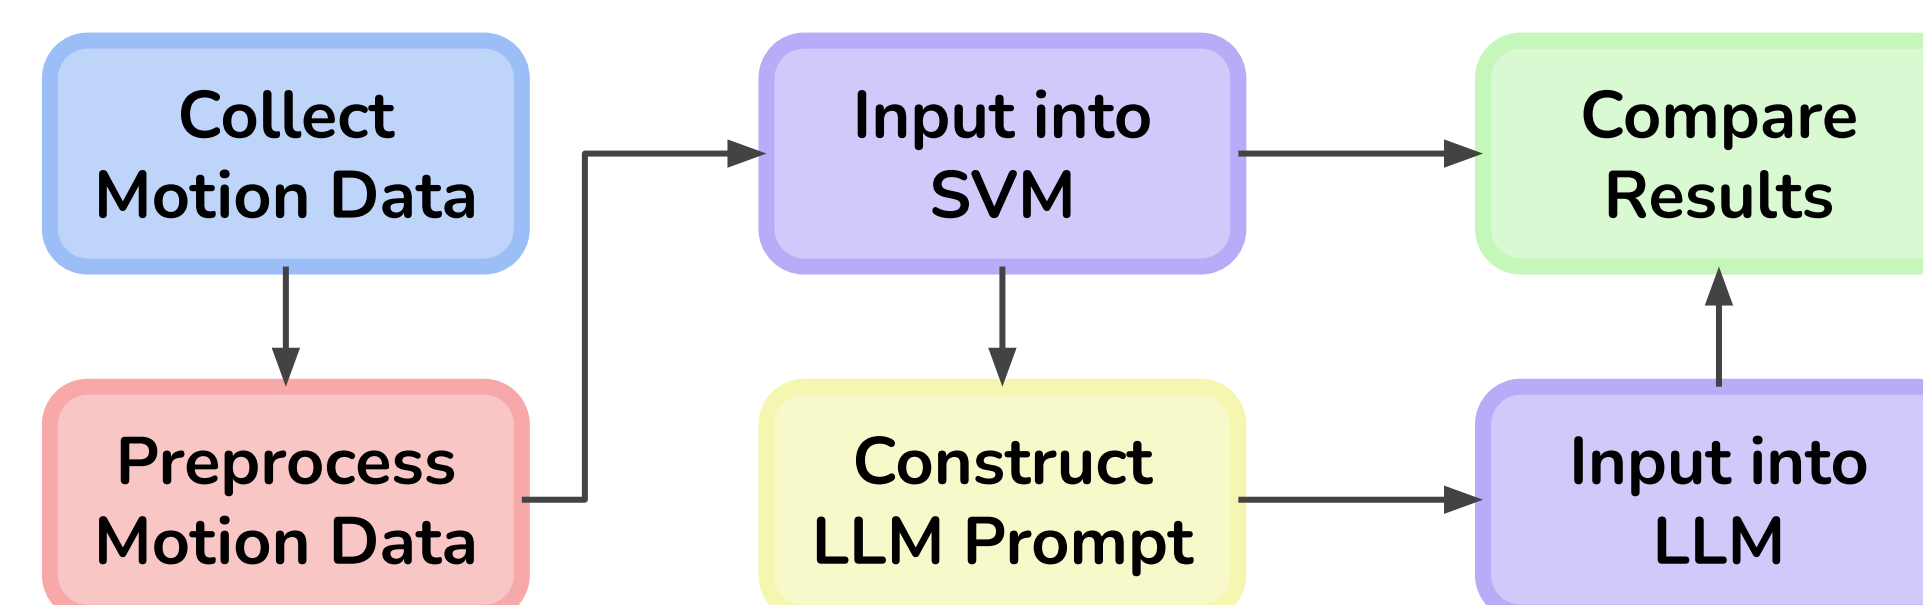 Collect
Motion Data
Preprocess
Motion Data
Input into
SVM
Construct
LLM Prompt
Compare
Results
Input into
LLM